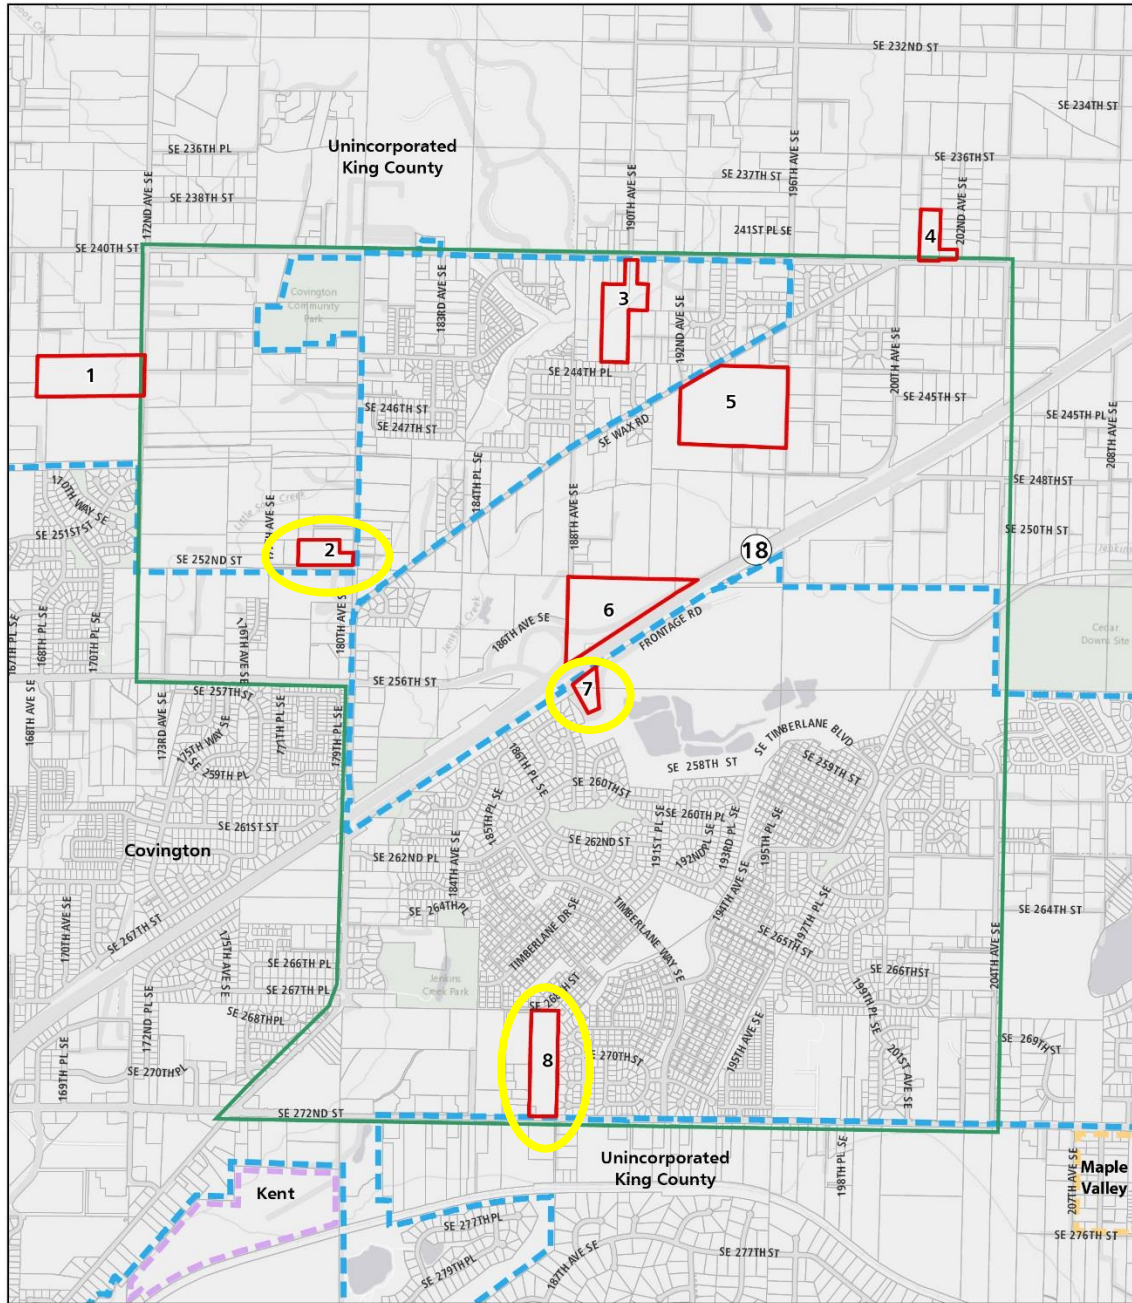 SE 232ND ST
SE 234TH ST
Unincorporated
King County
SE 236TH PL
SE 236TH ST
SE 237TH ST
SE 238TH ST
172ND AVE SE
190TH AVE SE
196TH AVE SE
202ND AVE SE
241ST PL SE
4
SE 240TH ST
Covington
Community
Park
183RD AVE SE
3
192ND AVE SE
200TH AVE SE
1
SE 244TH PL
5
SE 245TH ST
SE 245TH PL
208TH AVE SE
SE 246TH ST
SE 247TH ST
SE WAX RD
184TH PL SE
SE 248TH ST
170TH WAY SE
SE 251ST ST
188TH AVE SE
SE 250TH ST
2
SE 252ND ST
18
180TH AVE SE
6
FRONTAGE RD
186TH AVE SE
Cedar
Downs Site
167TH PL SE
168TH PL SE
170TH PL SE
176TH AVE SE
SE 256TH ST
7
SE 257TH ST
168TH AVE SE
173RD AVE SE
175TH WAY SE
SE 259TH PL
171TH PL SE
179TH PL SE
186TH PL SE
SE 258TH ST
SE TIMBERLANE BLVD
SE 259TH ST
SE 260TH ST
SE 260TH PL
185TH PL SE
SE 261ST ST
SE 262ND ST
191ST PL SE
192ND PL SE
193RD PL SE
195TH PL SE
Covington
SE 262ND PL
184TH AVE SE
SE 264TH PL
194TH AVE SE
197TH PL SE
SE 264TH ST
170TH AVE SE
SE 267TH ST
175TH AVE SE
TIMBERLANE DR SE
TIMBERLANE WAY SE
SE 265TH ST
204TH AVE SE
SE 266TH PL
SE 266TH ST
SE 267TH PL
Jenkins
Creek Park
SE 268TH ST
199TH PL SE
172ND PL SE
SE 268TH PL
8
SE 270TH ST
195TH AVE SE
201ST AVE SE
SE 269TH ST
169TH PL SE
SE 270TH PL
SE 272ND ST
Unincorporated
King County
198TH PL SE
207TH AVE SE
Maple
Valley
Kent
SE 277TH PL
SE 276TH ST
SE 279TH PL
187TH AVE SE
SE 277TH ST